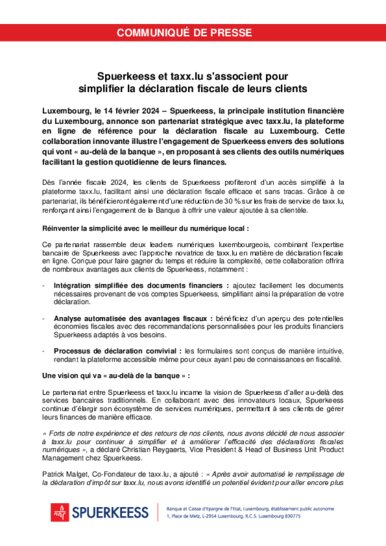 COMMUNIQUÉ DE PRESSE
Spuerkeess et taxx.lu s'associent pour
simplifier la déclaration fiscale de leurs clients
Luxembourg, le 14 février 2024 – Spuerkeess, la principale institution financière
du Luxembourg, annonce son partenariat stratégique avec taxx.lu, la plateforme
en ligne de référence pour la déclaration fiscale au Luxembourg. Cette
collaboration innovante illustre l'engagement de Spuerkeess envers des solutions
qui vont « au-delà de la banque », en proposant à ses clients des outils numériques
facilitant la gestion quotidienne de leurs finances.
Dès l'année fiscale 2024, les clients de Spuerkeess profiteront d'un accès simplifié à la
plateforme taxx.lu, facilitant ainsi une déclaration fiscale efficace et sans tracas. Grâce à ce
partenariat, ils bénéficieront également d'une réduction de 30 % sur les frais de service de taxx.lu,
renforçant ainsi l'engagement de la Banque à offrir une valeur ajoutée à sa clientèle.
Réinventer la simplicité avec le meilleur du numérique local :
Ce partenariat rassemble deux leaders numériques luxembourgeois, combinant l'expertise
bancaire de Spuerkeess avec l'approche novatrice de taxx.lu en matière de déclaration fiscale
en ligne. Conçue pour faire gagner du temps et réduire la complexité, cette collaboration offrira
de nombreux avantages aux clients de Spuerkeess, notamment :
- Intégration simplifiée des documents financiers : ajoutez facilement les documents
nécessaires provenant de vos comptes Spuerkeess, simplifiant ainsi la préparation de votre
déclaration.
- Analyse automatisée des avantages fiscaux : bénéficiez d'un aperçu des potentielles
économies fiscales avec des recommandations personnalisées pour les produits financiers
Spuerkeess adaptés à vos besoins.
- Processus de déclaration convivial : les formulaires sont conçus de manière intuitive,
rendant la plateforme accessible même pour ceux ayant peu de connaissances en fiscalité.
Une vision qui va « au-delà de la banque » :
Le partenariat entre Spuerkeess et taxx.lu incarne la vision de Spuerkeess d'aller au-delà des
services bancaires traditionnels. En collaborant avec des innovateurs locaux, Spuerkeess
continue d'élargir son écosystème de services numériques, permettant à ses clients de gérer
leurs finances de manière efficace.
« Forts de notre expérience et des retours de nos clients, nous avons décidé de nous associer
à taxx.lu pour continuer à simplifier et à améliorer l'efficacité des déclarations fiscales
numériques », a déclaré Christian Reygaerts, Vice President & Head of Business Unit Product
Management chez Spuerkeess.
Patrick Malget, Co-Fondateur de taxx.lu, a ajouté : « Après avoir automatisé le remplissage de
la déclaration d'impôt sur taxx.lu, nous avons identifié un potentiel évident pour aller encore plus
SPUERKEESS
Banque et Caisse d'Epargne de l'Etat, Luxembourg, établissement public autonome
1, Place de Metz, L-2954 Luxembourg, R.C.S. Luxembourg B30775